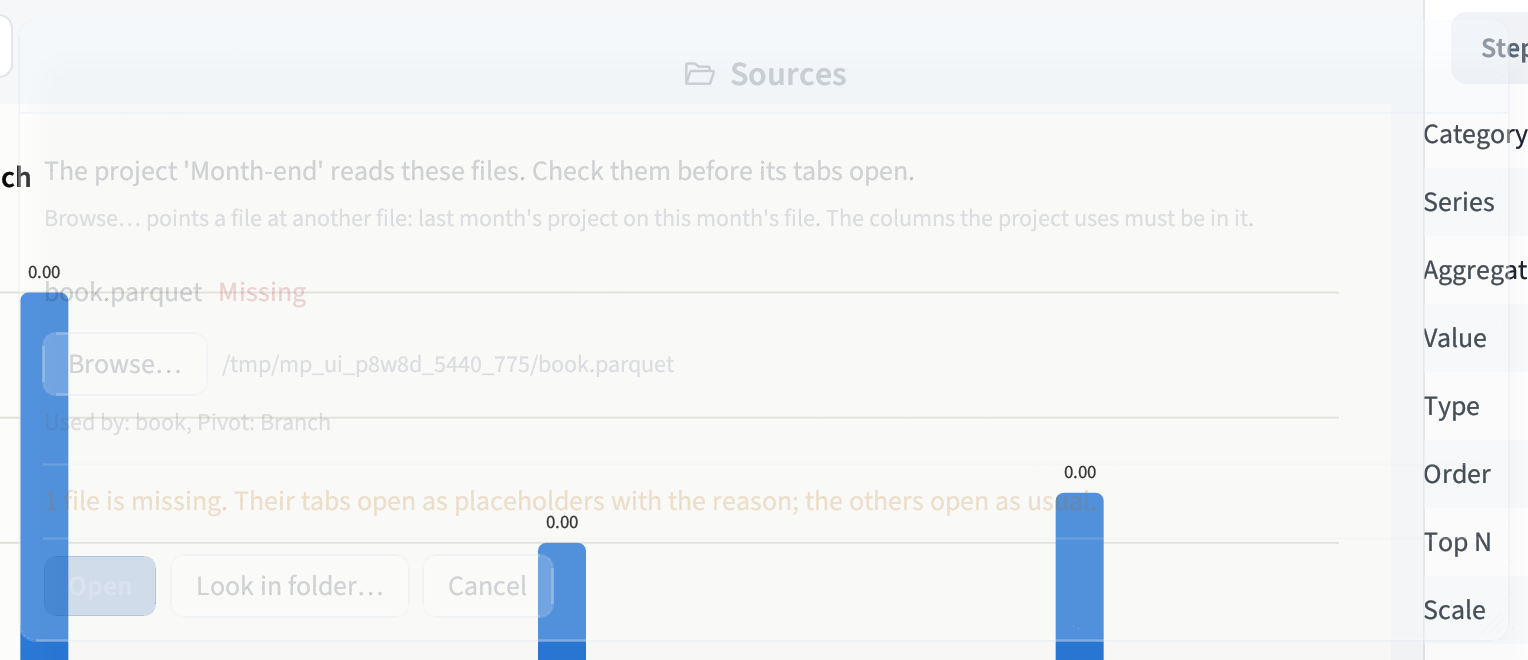 Sources
Step
The project 'Month-end' reads these files. Check them before its tabs open.
ch
Browse… points a file at another file: last month's project on this month's file. The columns the project uses must be in it.
0.00
book.parquet Missing
Browse… /tmp/mp_ui_p8w8d_5440_775/book.parquet
Used by: book, Pivot: Branch
0.00
1 file is missing. Their tabs open as placeholders with the reason; the others open as usual.
0.00
Open Look in folder… Cancel
Category
Series
Aggregat
Value
Type
Order
Top N
Scale